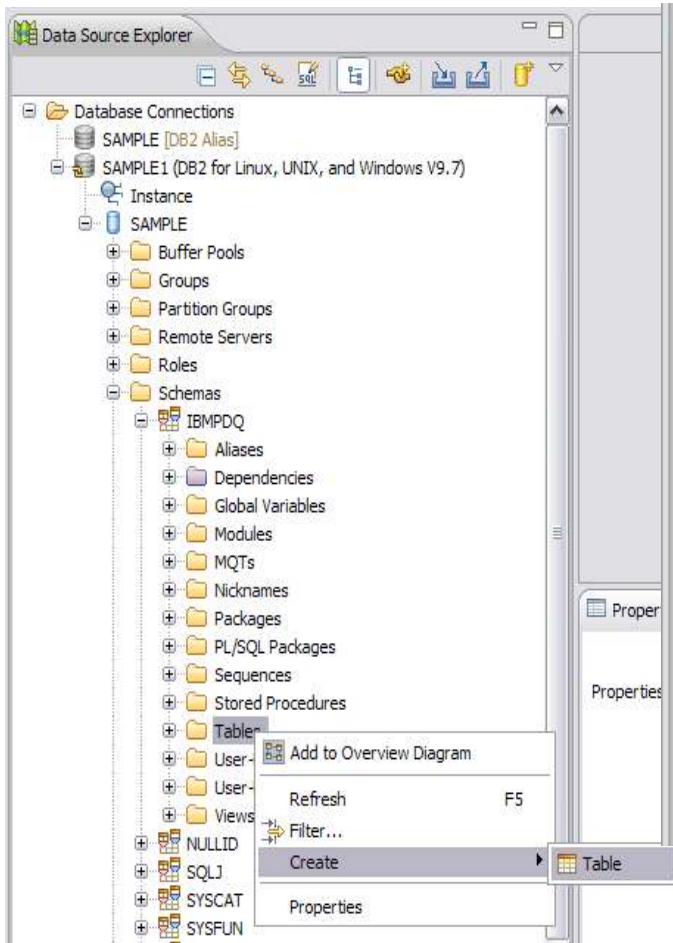 Data Source Explorer
SQL
Database Connections
SAMPLE [DB2 Alias]
SAMPLE1 (DB2 for Linux, UNIX, and Windows V9.7)
Instance
SAMPLE
Buffer Pools
Groups
Partition Groups
Remote Servers
Roles
Schemas
IBMPDQ
Aliases
Dependencies
Global Variables
Modules
MQTs
Nicknames
Packages
PL/SQL Packages
Sequences
Stored Procedures
Tables
User-
User-
Views
NULLID
SQLJ
SYSCAT
SYSFUN
Add to Overview Diagram
Refresh F5
Filter...
Create
Properties
Table
Proper
Properties